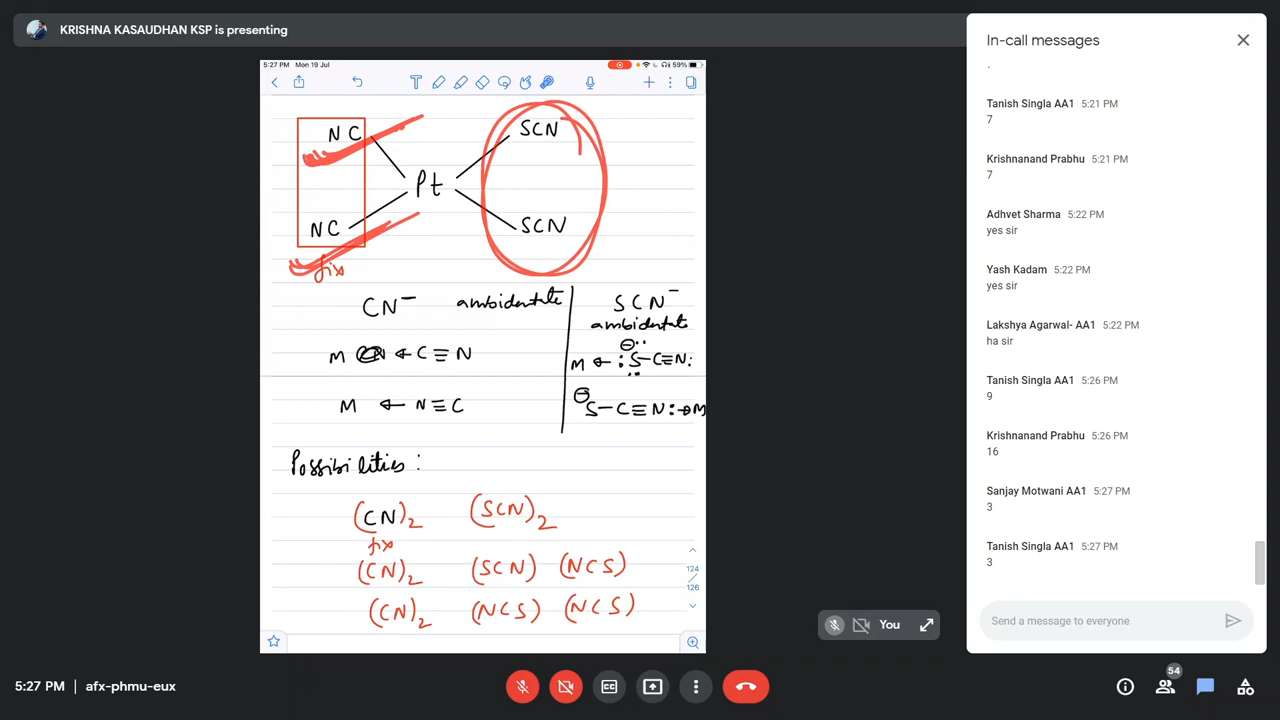 KRISHNA KASAUDHAN KSP is presenting
5:27 PM Mon 19 Jul
59%
T
NC
SCN
Pt
NC
SCN
fix
CN⁻ ambidentate
M ← C ≡ N
M ← N ≡ C
SCN⁻
ambidentate
M ← :S–C≡N:
⊖S–C≡N:→M
Possibilities :
(CN)₂ (SCN)₂
fix
(CN)₂ (SCN) (NCS)
(CN)₂ (NCS) (NCS)
124
126
In-call messages
Tanish Singla AA1 5:21 PM
7
Krishnanand Prabhu 5:21 PM
7
Adhvet Sharma 5:22 PM
yes sir
Yash Kadam 5:22 PM
yes sir
Lakshya Agarwal- AA1 5:22 PM
ha sir
Tanish Singla AA1 5:26 PM
9
Krishnanand Prabhu 5:26 PM
16
Sanjay Motwani AA1 5:27 PM
3
Tanish Singla AA1 5:27 PM
3
Send a message to everyone
You
5:27 PM | afx-phmu-eux
CC
54